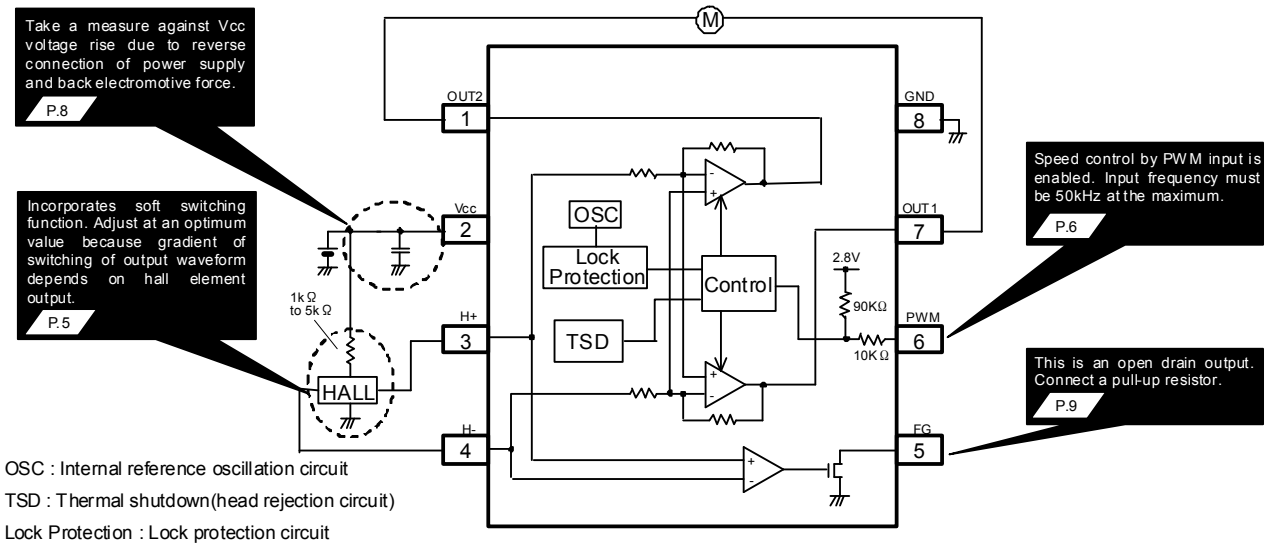 Take a measure against Vcc
voltage rise due to reverse
connection of power supply
and back electromotive force.
P.8
Incorporates soft switching
function. Adjust at an optimum
value because gradient of
switching of output waveform
depends on hall element
output.
P.5
M
OUT2
1
GND
8
Vcc
2
OUT1
7
H+
3
PWM
6
H-
4
FG
5
OSC
Lock
Protection
TSD
Control
-
+
+
-
+
-
2.8V
90KΩ
10KΩ
1kΩ
to 5kΩ
HALL
Speed control by PWM input is
enabled. Input frequency must
be 50kHz at the maximum.
P.6
This is an open drain output.
Connect a pull-up resistor.
P.9
OSC : Internal reference oscillation circuit
TSD : Thermal shutdown(head rejection circuit)
Lock Protection : Lock protection circuit